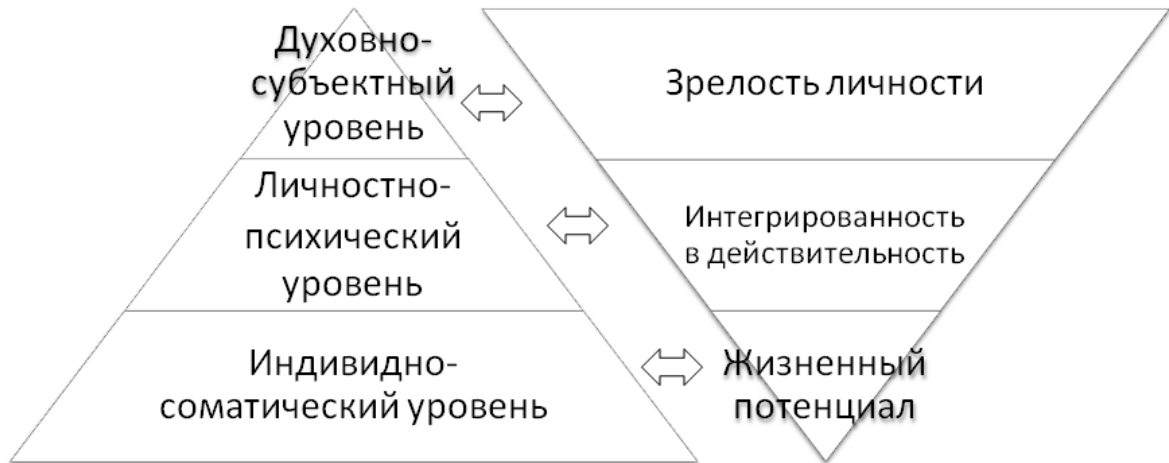 Духовно-
субъектный
уровень
Зрелость личности
Личностно-
психический
уровень
Интегрированность
в действительность
Индивидно-
соматический уровень
Жизненный
потенциал